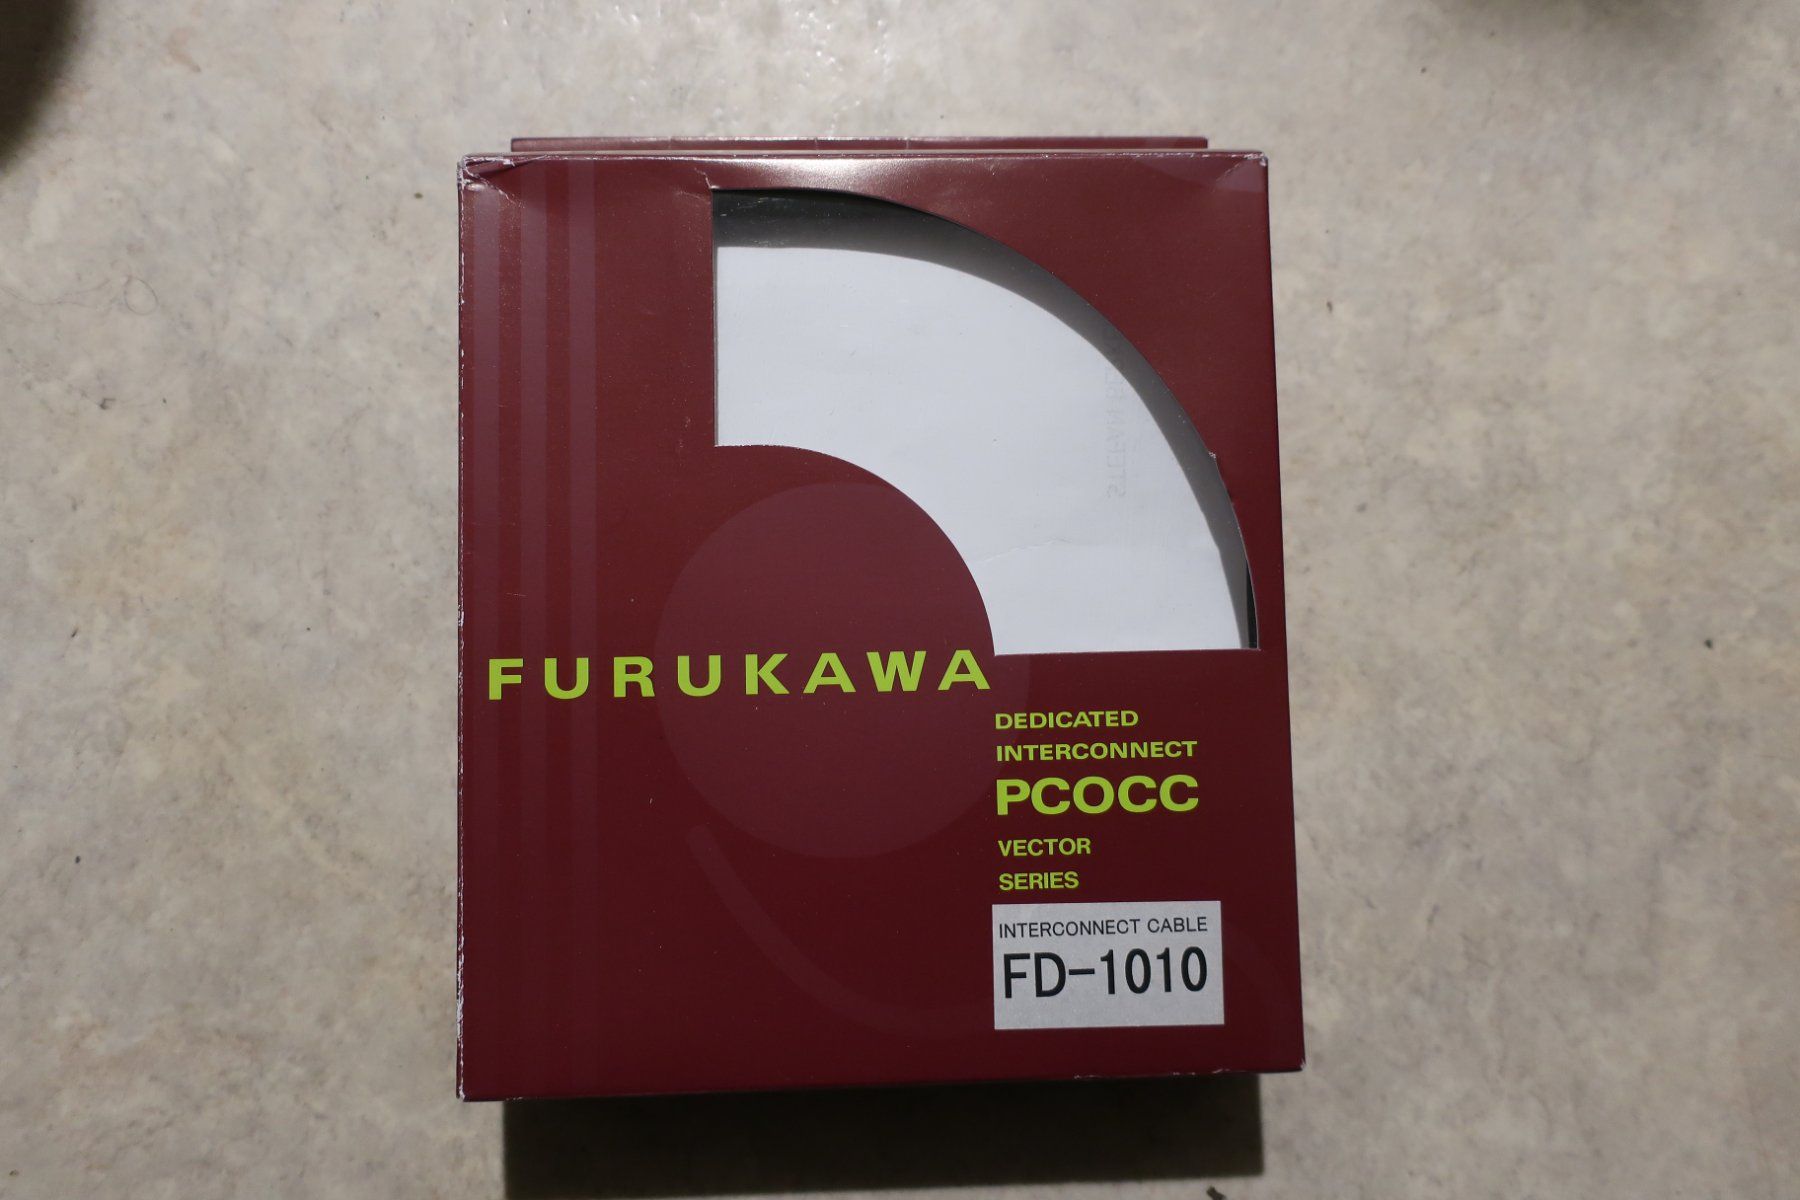 FURUKAWA
DEDICATED
INTERCONNECT
PCOCC
VECTOR
SERIES
INTERCONNECT CABLE
FD-1010